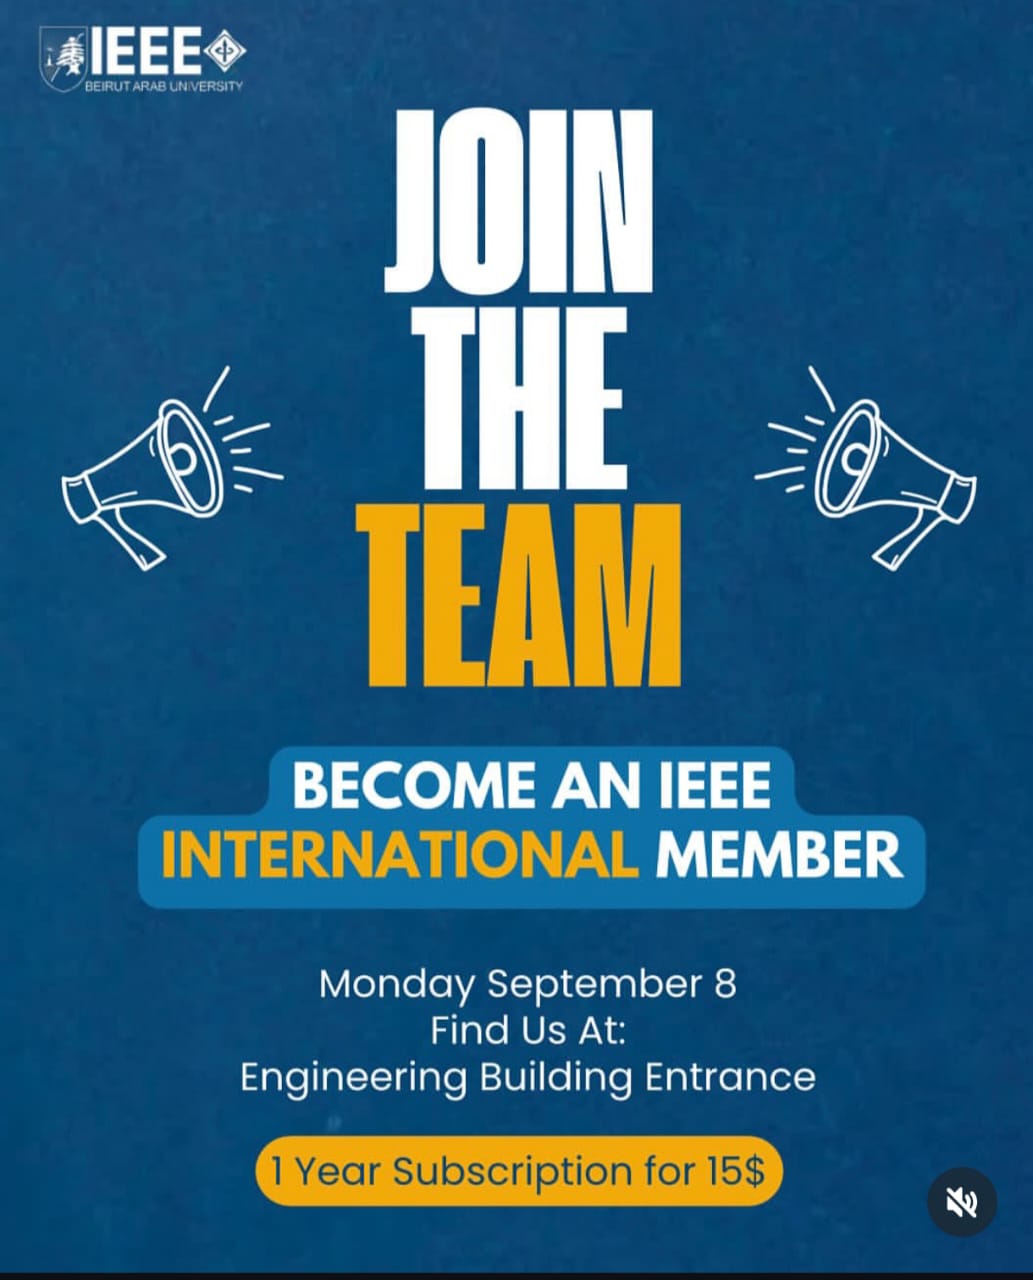 IEEE
BEIRUT ARAB UNIVERSITY
JOIN
THE
TEAM
BECOME AN IEEE
INTERNATIONAL MEMBER
Monday September 8
Find Us At:
Engineering Building Entrance
1 Year Subscription for 15$